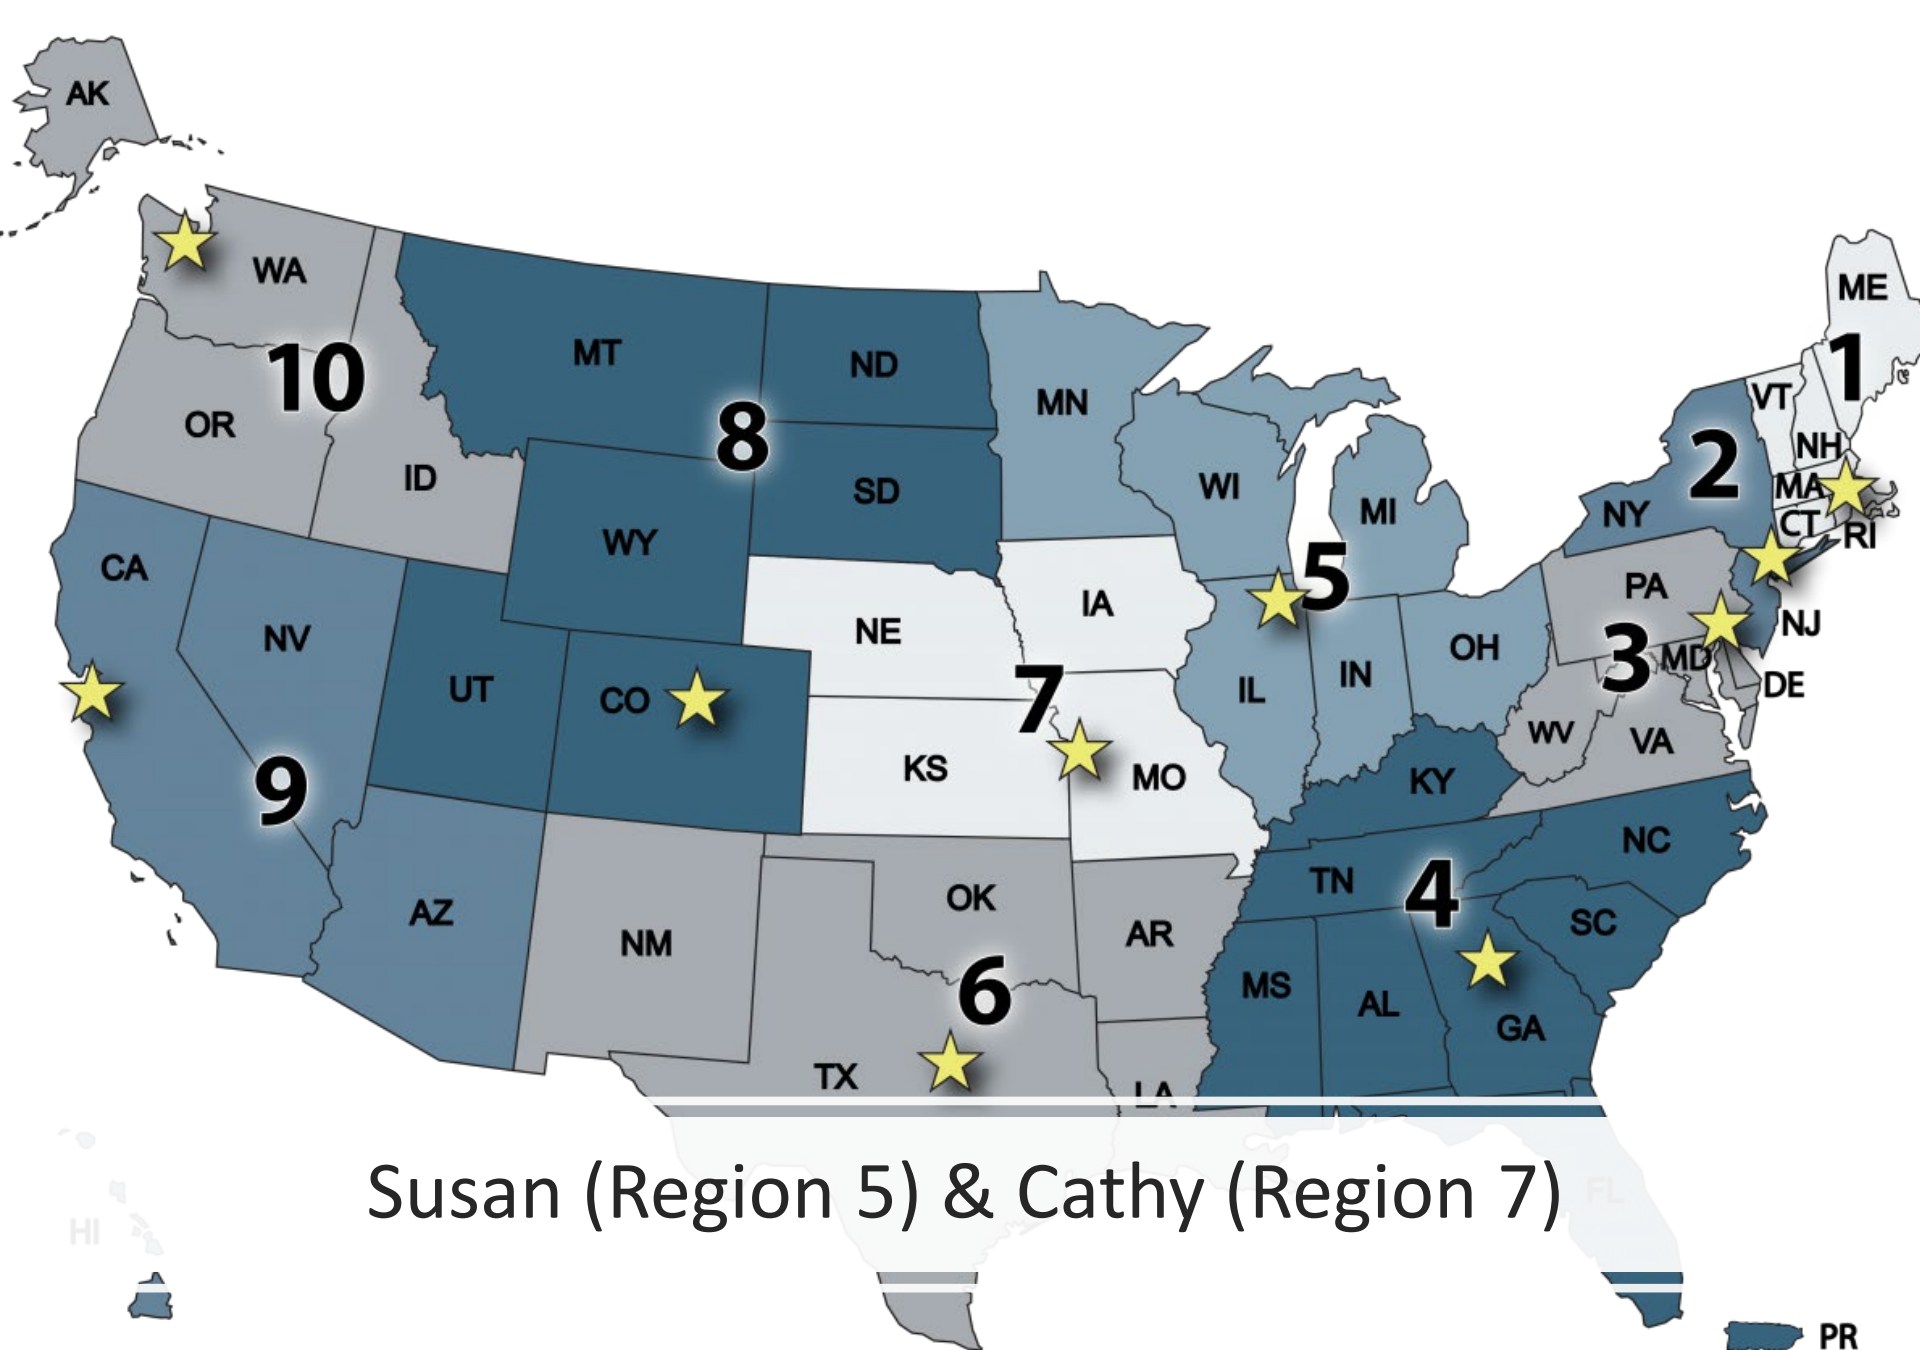 AK
WA
10
OR
ID
MT
ND
8
SD
WY
MN
WI
MI
5
ME
1
VT
NH
2
NY
MA
CT
RI
CA
NV
9
UT
CO
NE
IA
7
KS
MO
IL
IN
OH
PA
3
NJ
MD
DE
WV
VA
KY
NC
TN
4
SC
AZ
NM
OK
AR
6
TX
LA
MS
AL
GA
Susan (Region 5) & Cathy (Region 7)
FL
HI
PR